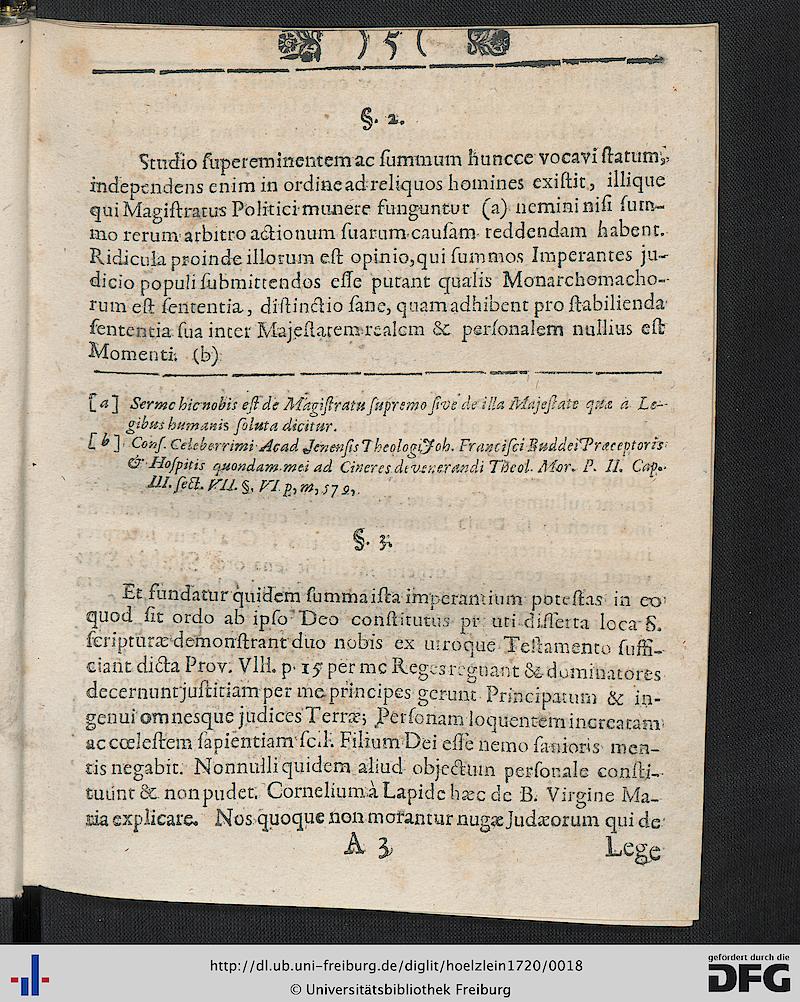 ) 5 (
§. 2.
Studio supereminentem ac summum huncce vocavi statum,
independens enim in ordine ad reliquos homines existit, illique
qui Magistratus Politici munere funguntur (a) nemini nisi sum-
mo rerum arbitro actionum suarum causam reddendam habent.
Ridicula proinde illorum est opinio, qui summos Imperantes ju-
dicio populi submittendos esse putant qualis Monarchomacho-
rum est sententia, distinctio sane, quam adhibent pro stabilienda
sententia sua inter Majestatem realem & personalem nullius est
Momenti. (b)
[a] Sermo hic nobis est de Magistratu supremo sive de illa Majestate quæ à Le-
gibus humanis soluta dicitur.
[b] Conf. Celeberrimi Acad Jenensis Theologi Joh. Francisci Buddei Præceptoris
& Hospitis quondam mei ad Cineres devenerandi Theol. Mor. P. II. Cap.
III. sect. VII. §. VI. p, m, 579,
§. 3.
Et fundatur quidem summa ista imperantium potestas in eo
quod sit ordo ab ipso Deo constitutus pr. uti disserta loca S.
scripturæ demonstrant duo nobis ex utroque Testamento suffi-
ciant dicta Prov. VIII. p. 15 per me Reges regnant & dominatores
decernunt justitiam per me principes gerunt Principatum & in-
genui omnesque judices Terræ; Personam loquentem increatam
ac cœlestem sapientiam scil. Filium Dei esse nemo sanioris men-
tis negabit. Nonnulli quidem aliud objectum personale consti-
tuunt & non pudet. Cornelium à Lapide hæc de B. Virgine Ma-
ria explicare. Nos quoque non morantur nugæ Judæorum qui de
A 3 Lege
http://dl.ub.uni-freiburg.de/diglit/hoelzlein1720/0018
© Universitätsbibliothek Freiburg
gefördert durch die
DFG